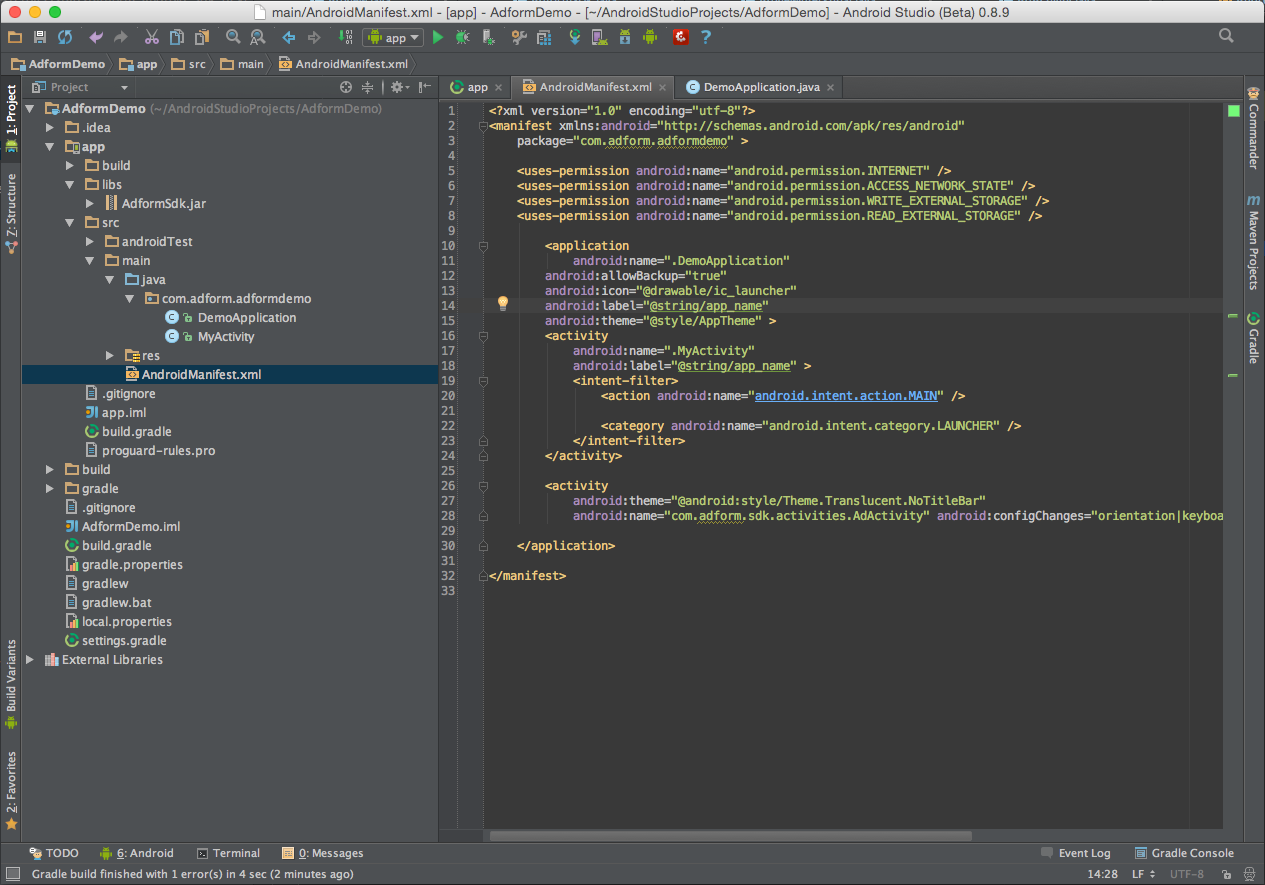 main/AndroidManifest.xml - [app] - AdformDemo - [~/AndroidStudioProjects/AdformDemo] - Android Studio (Beta) 0.8.9
app
AdformDemo app src main AndroidManifest.xml
1: Project
Z: Structure
Build Variants
2: Favorites
Project
AdformDemo (~/AndroidStudioProjects/AdformDemo)
.idea
app
build
libs
AdformSdk.jar
src
androidTest
main
java
com.adform.adformdemo
DemoApplication
MyActivity
res
AndroidManifest.xml
.gitignore
app.iml
build.gradle
proguard-rules.pro
build
gradle
.gitignore
AdformDemo.iml
build.gradle
gradle.properties
gradlew
gradlew.bat
local.properties
settings.gradle
External Libraries
app AndroidManifest.xml DemoApplication.java
1 <?xml version="1.0" encoding="utf-8"?>
2 <manifest xmlns:android="http://schemas.android.com/apk/res/android"
3 package="com.adform.adformdemo" >
4
5 <uses-permission android:name="android.permission.INTERNET" />
6 <uses-permission android:name="android.permission.ACCESS_NETWORK_STATE" />
7 <uses-permission android:name="android.permission.WRITE_EXTERNAL_STORAGE" />
8 <uses-permission android:name="android.permission.READ_EXTERNAL_STORAGE" />
9
10 <application
11 android:name=".DemoApplication"
12 android:allowBackup="true"
13 android:icon="@drawable/ic_launcher"
14 android:label="@string/app_name"
15 android:theme="@style/AppTheme" >
16 <activity
17 android:name=".MyActivity"
18 android:label="@string/app_name" >
19 <intent-filter>
20 <action android:name="android.intent.action.MAIN" />
21
22 <category android:name="android.intent.category.LAUNCHER" />
23 </intent-filter>
24 </activity>
25
26 <activity
27 android:theme="@android:style/Theme.Translucent.NoTitleBar"
28 android:name="com.adform.sdk.activities.AdActivity" android:configChanges="orientation|keyboa
29
30 </application>
31
32 </manifest>
33
Commander
m Maven Projects
Gradle
TODO 6: Android Terminal 0: Messages Event Log Gradle Console
Gradle build finished with 1 error(s) in 4 sec (2 minutes ago) 14:28 LF UTF-8